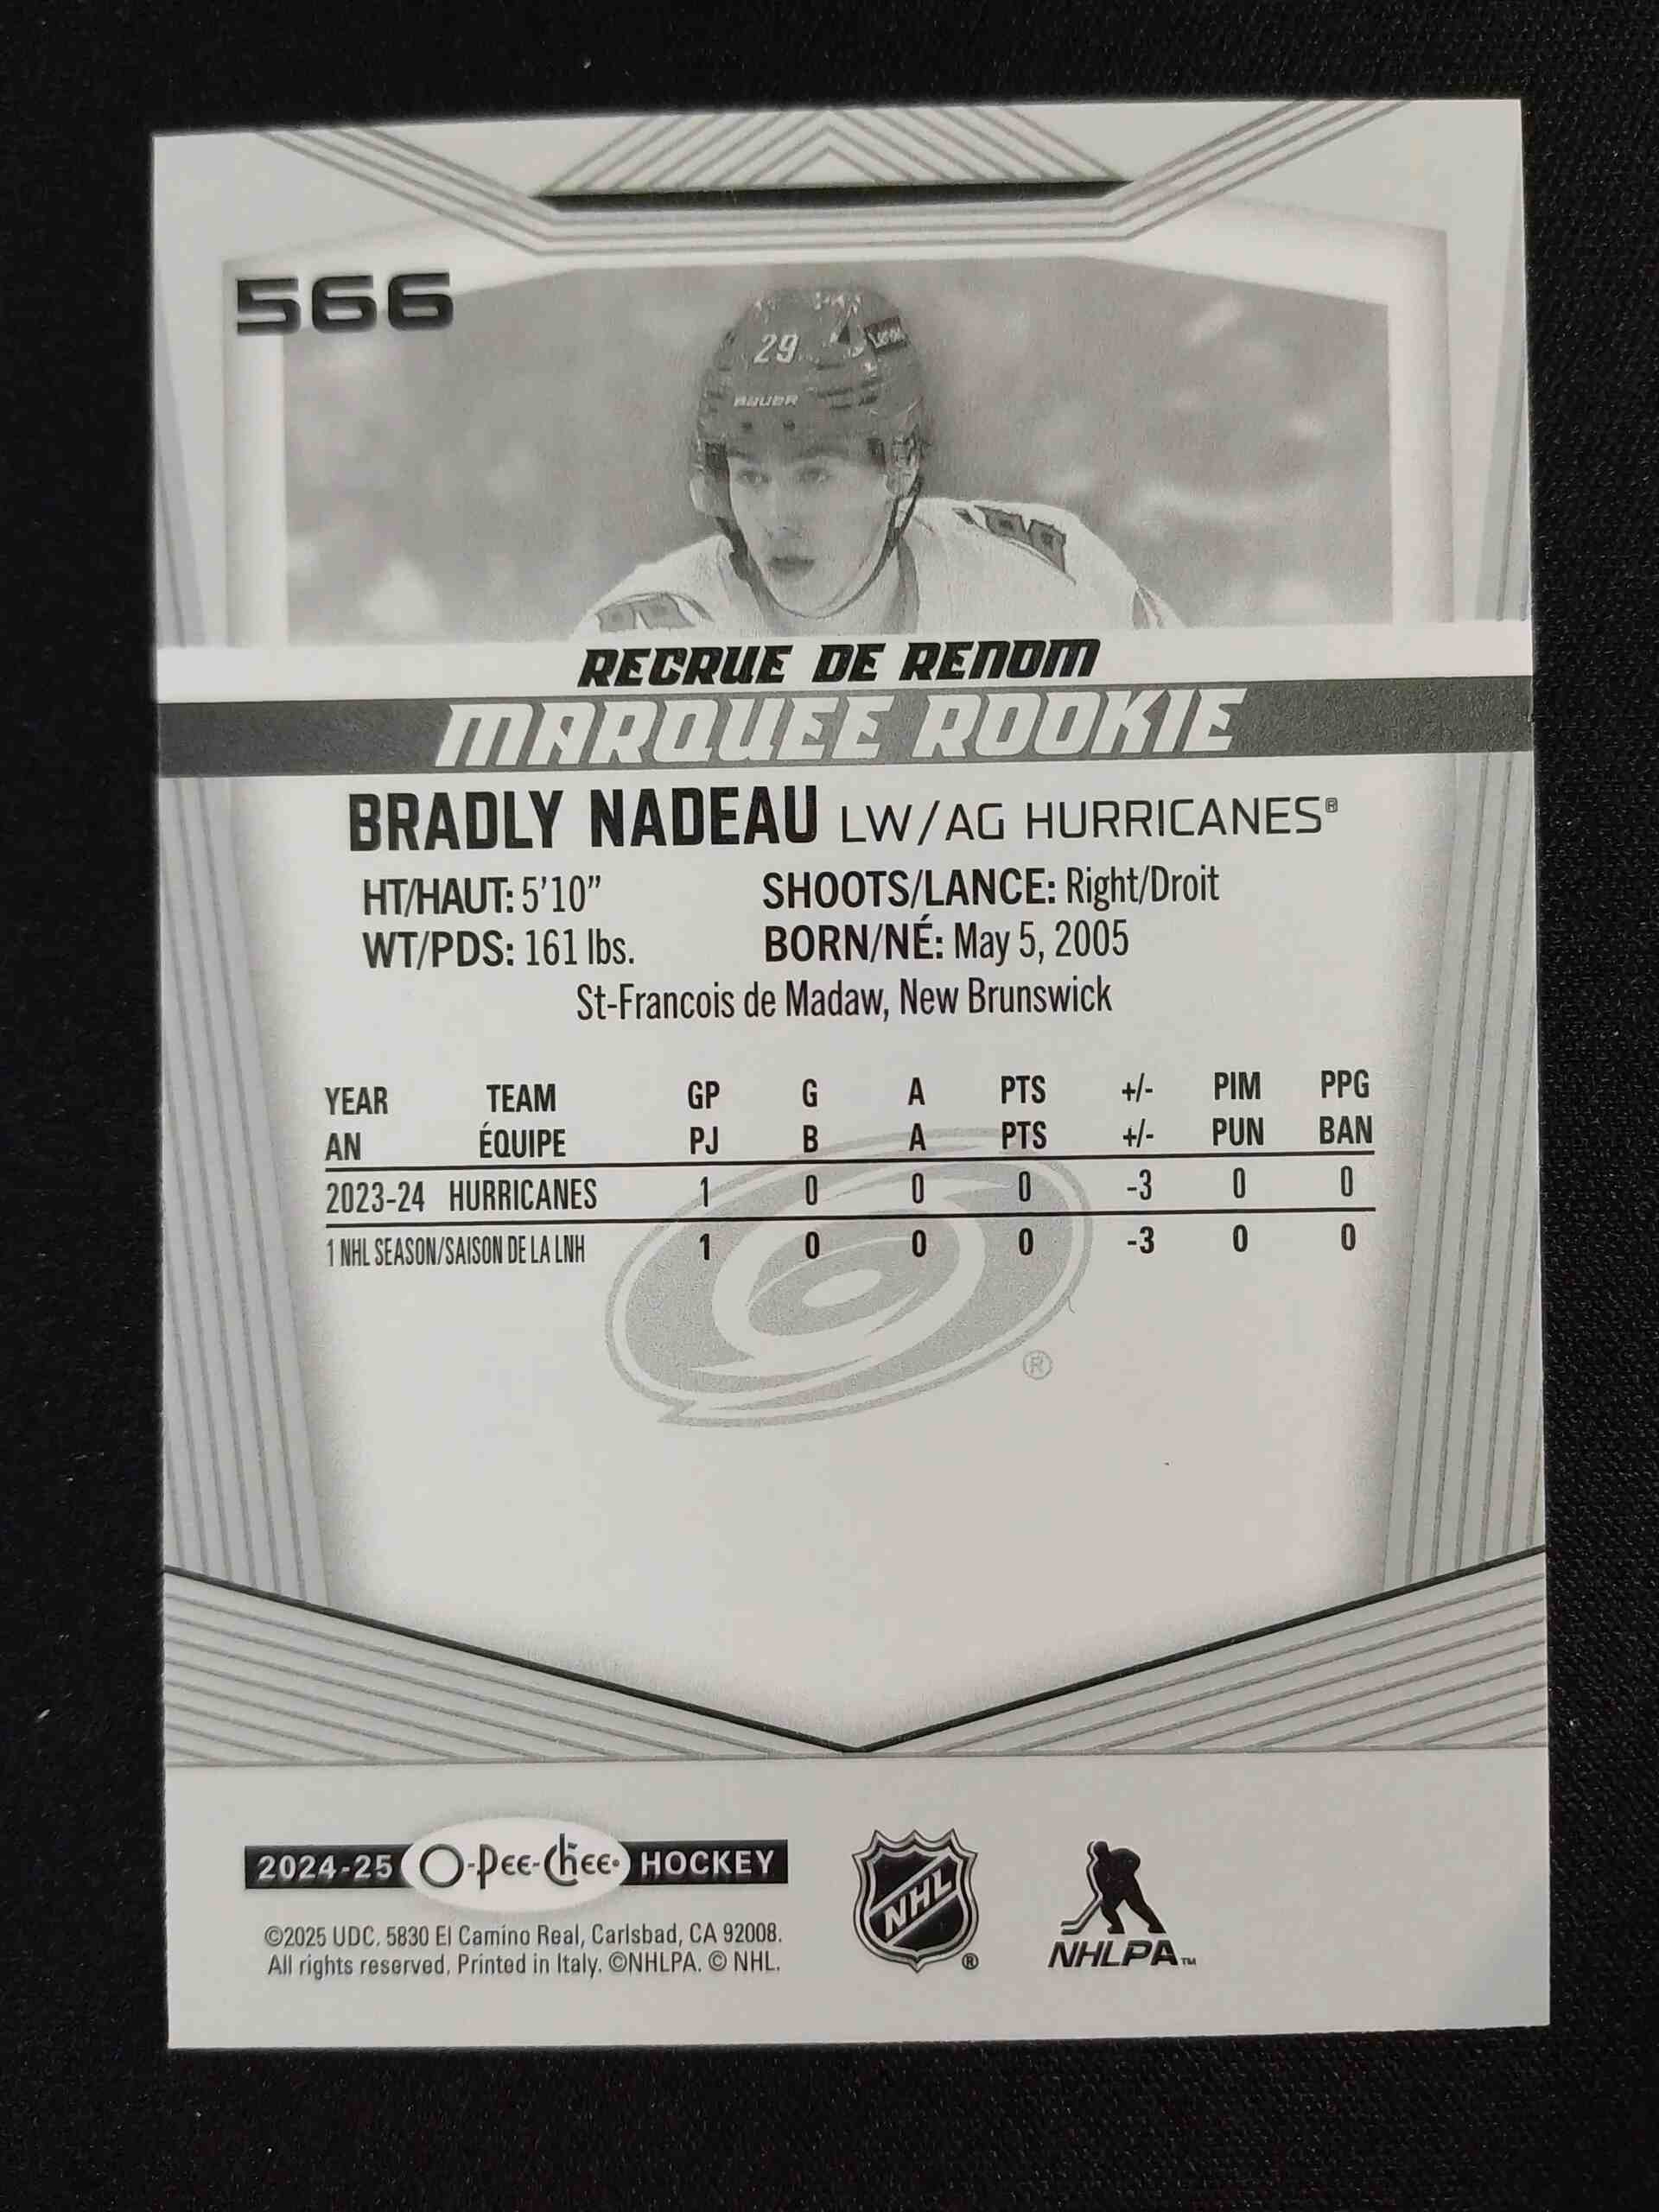 566
29
BAUER
RECRUE DE RENOM
MARQUEE ROOKIE
BRADLY NADEAU LW/AG HURRICANES®
HT/HAUT: 5'10" SHOOTS/LANCE: Right/Droit
WT/PDS: 161 lbs. BORN/NÉ: May 5, 2005
St-Francois de Madaw, New Brunswick
YEAR TEAM GP G A PTS +/- PIM PPG
AN ÉQUIPE PJ B A PTS +/- PUN BAN
2023-24 HURRICANES 1 0 0 0 -3 0 0
1 NHL SEASON/SAISON DE LA LNH 1 0 0 0 -3 0 0
®
2024-25 O-Pee-Chee® HOCKEY
©2025 UDC. 5830 El Camino Real, Carlsbad, CA 92008.
All rights reserved. Printed in Italy. ©NHLPA. © NHL.
NHL ®
NHLPA™